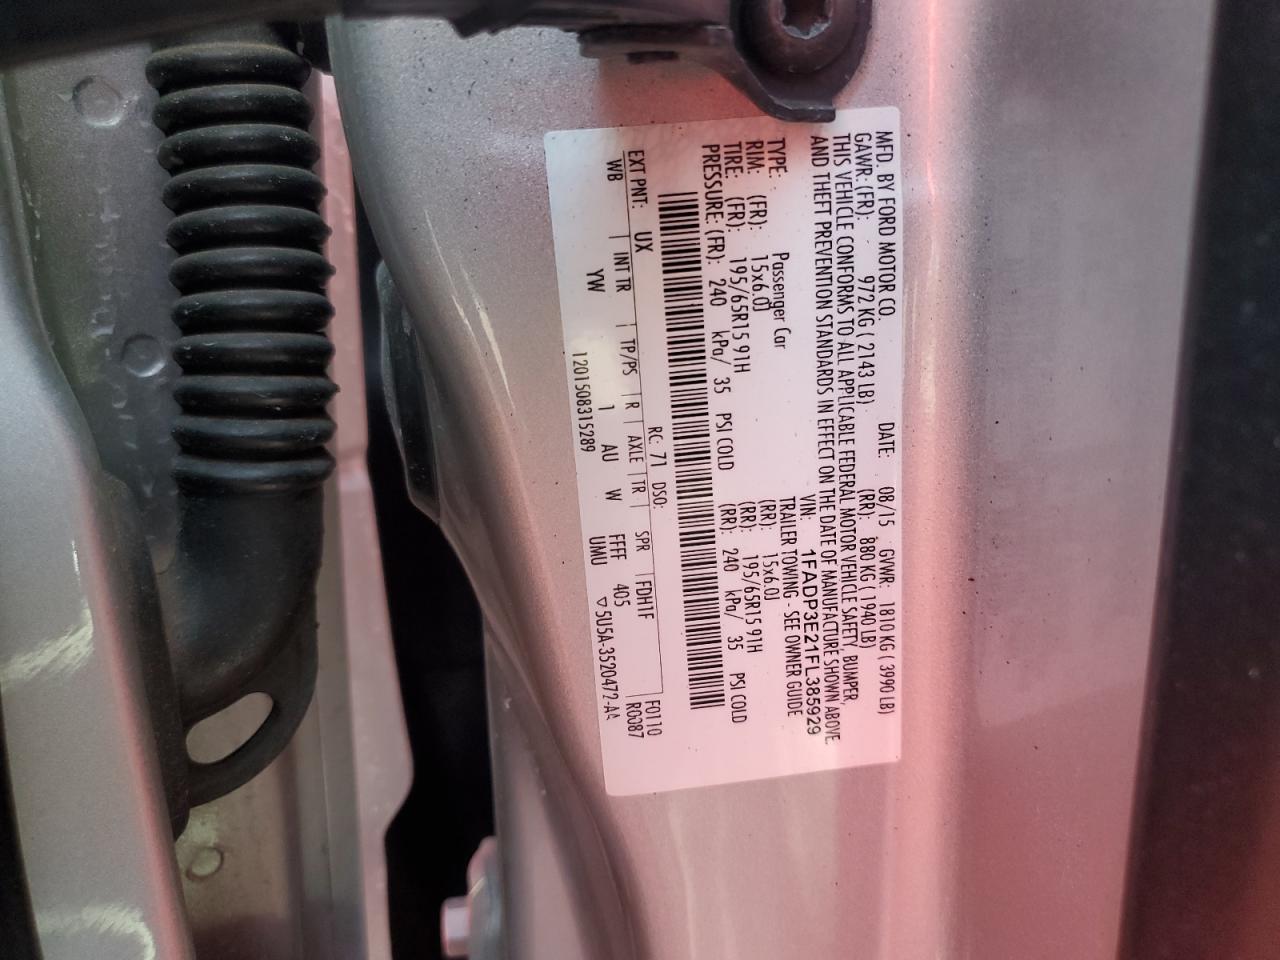 MFD. BY FORD MOTOR CO.
DATE: 08/15 GVWR: 1810 KG ( 3990 LB)
GAWR: (FR): 972 KG ( 2143 LB) (RR): 880 KG ( 1940 LB)
THIS VEHICLE CONFORMS TO ALL APPLICABLE FEDERAL MOTOR VEHICLE SAFETY, BUMPER,
AND THEFT PREVENTION STANDARDS IN EFFECT ON THE DATE OF MANUFACTURE SHOWN ABOVE.
VIN: 1FADP3E21FL385929
TYPE: Passenger Car TRAILER TOWING - SEE OWNER GUIDE
RIM: (FR): 15x6.0J (RR): 15x6.0J
TIRE: (FR): 195/65R15 91H (RR): 195/65R15 91H
PRESSURE: (FR): 240 kPa/ 35 PSI COLD (RR): 240 kPa/ 35 PSI COLD
EXT PNT: UX RC: 71 DSO: F0110
WB INT TR TP/PS R AXLE TR SPR FDH1F R0087
YW 1 AU W FFFF 405
1201508315289 UMU ▽5U5A-3520472-AA